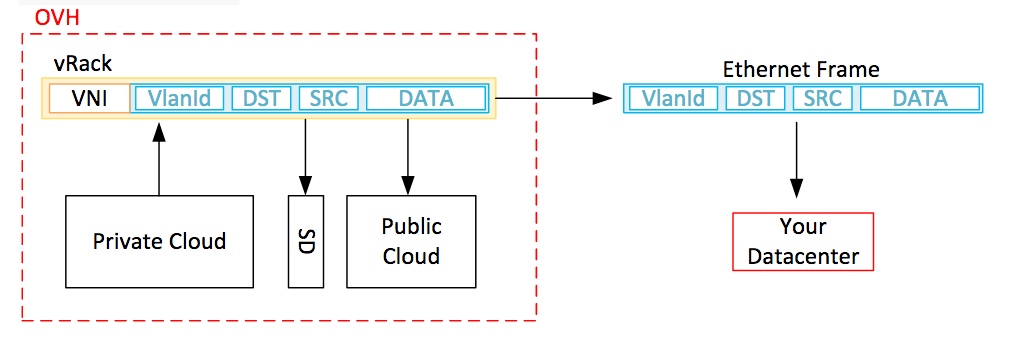 OVH
vRack
VNI VlanId DST SRC DATA
Ethernet Frame
VlanId DST SRC DATA
Private Cloud
SD
Public
Cloud
Your
Datacenter